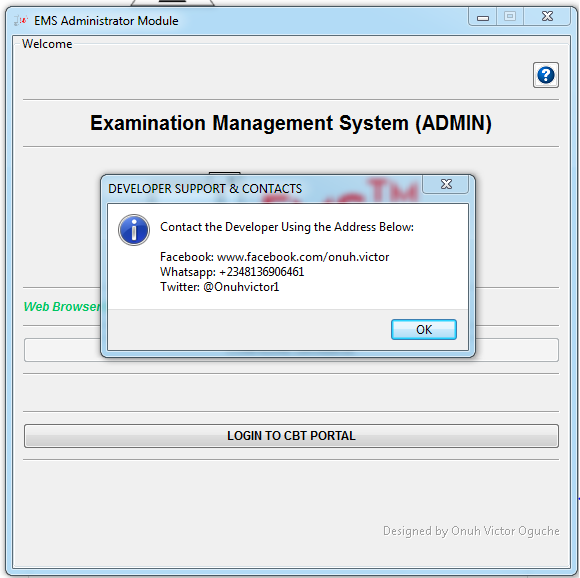 EMS Administrator Module
Welcome
Examination Management System (ADMIN)
DEVELOPER SUPPORT & CONTACTS
Contact the Developer Using the Address Below:
Facebook: www.facebook.com/onuh.victor
Whatsapp: +2348136906461
Twitter: @Onuhvictor1
OK
Web Browser
LOGIN TO CBT PORTAL
Designed by Onuh Victor Oguche